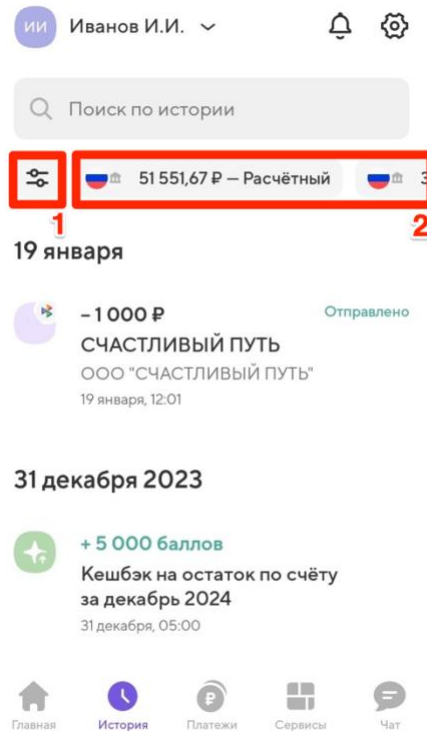 ИИ Иванов И.И.
Поиск по истории
51 551,67 ₽ — Расчётный 3
1
2
19 января
– 1 000 ₽ Отправлено
СЧАСТЛИВЫЙ ПУТЬ
ООО "СЧАСТЛИВЫЙ ПУТЬ"
19 января, 12:01
31 декабря 2023
+ 5 000 баллов
Кешбэк на остаток по счёту
за декабрь 2024
31 декабря, 05:00
Главная История Платежи Сервисы Чат